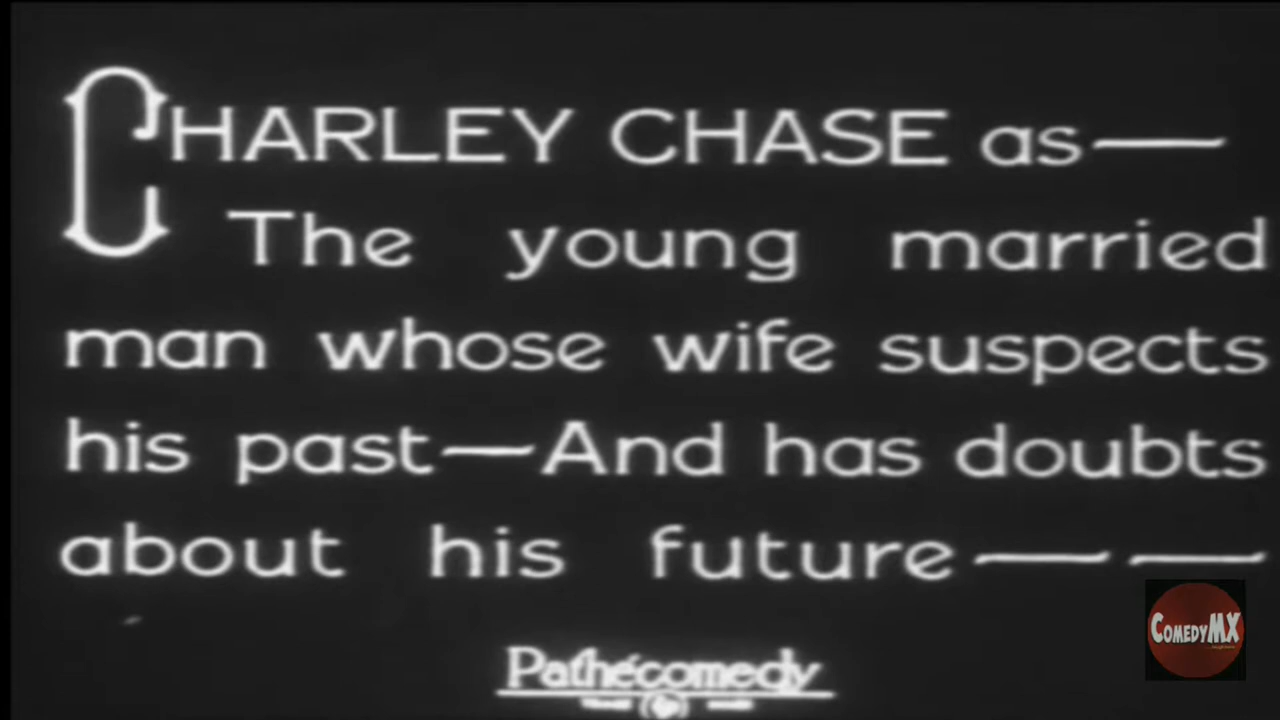 CHARLEY CHASE as—
The young married
man whose wife suspects
his past—And has doubts
about his future— —
Pathécomedy
COMEDYMX